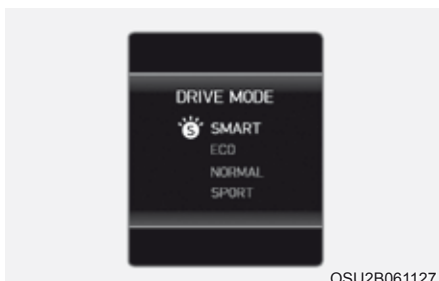 DRIVE MODE
S SMART
ECO
NORMAL
SPORT
OSU2B061127